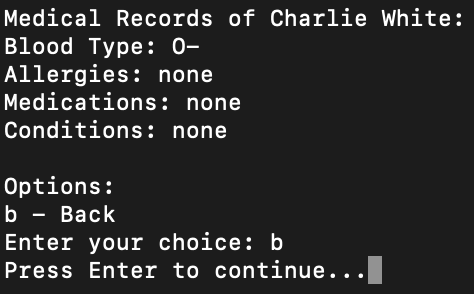 Medical Records of Charlie White:
Blood Type: O-
Allergies: none
Medications: none
Conditions: none
Options:
b - Back
Enter your choice: b
Press Enter to continue...